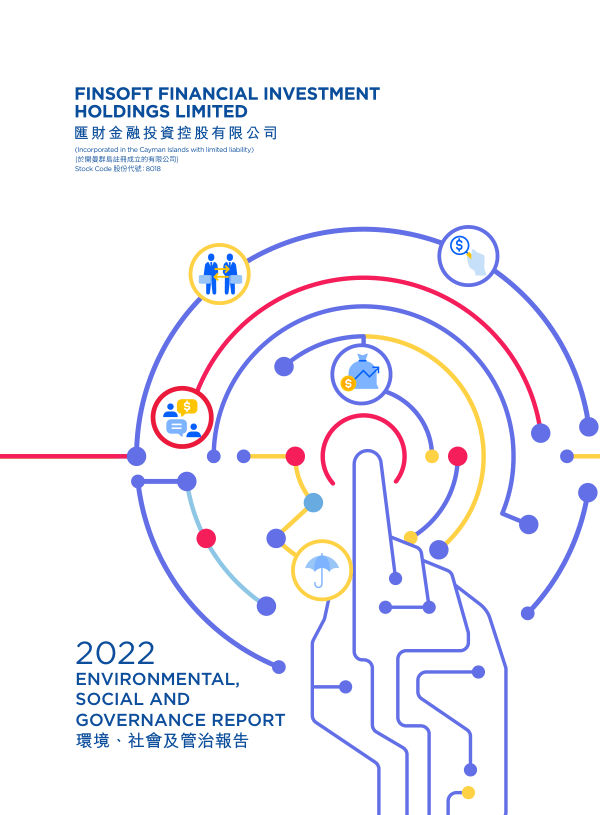 FINSOFT FINANCIAL INVESTMENT
HOLDINGS LIMITED
匯財金融投資控股有限公司
(Incorporated in the Cayman Islands with limited liability)
(於開曼群島註冊成立的有限公司)
Stock Code 股份代號: 8018
$
$
$
2022
ENVIRONMENTAL,
SOCIAL AND
GOVERNANCE REPORT
環境、社會及管治報告